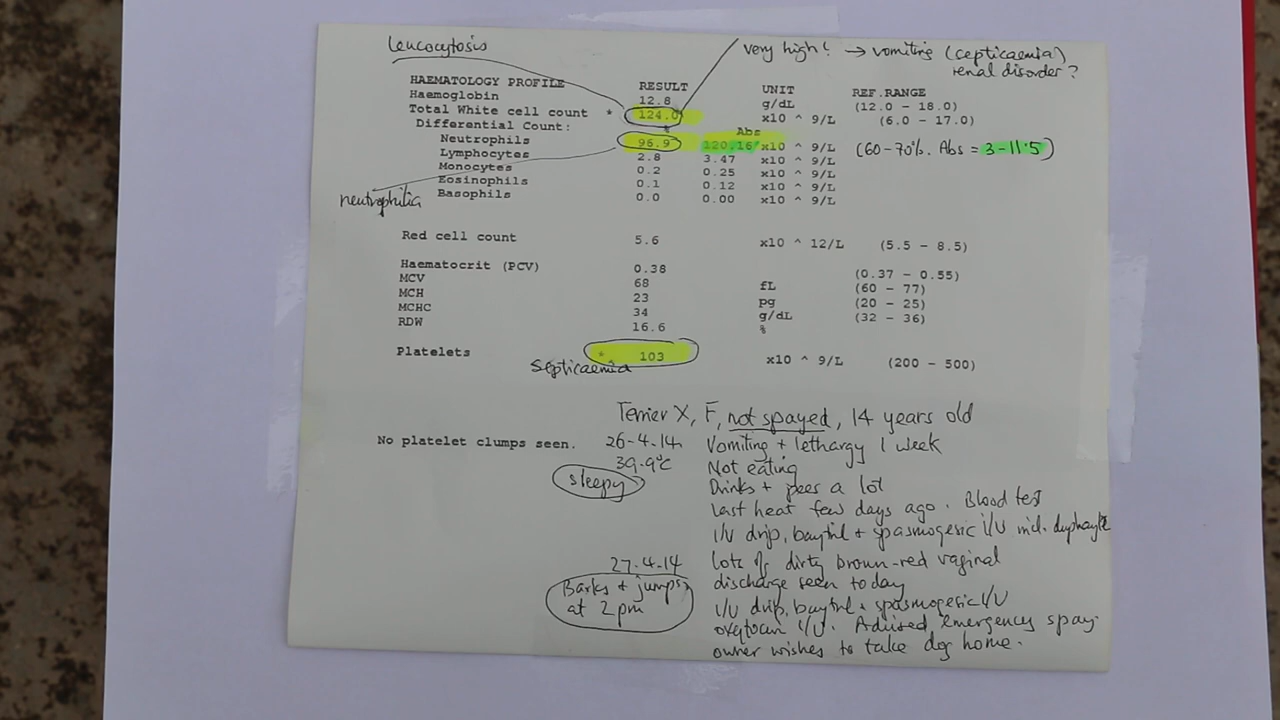 leucocytosis
very high! → vomiting (cepticaemia)
renal disorder?
HAEMATOLOGY PROFILE RESULT UNIT REF.RANGE
Haemoglobin 12.8 g/dL (12.0 - 18.0)
Total White cell count * 124.0 x10 ^ 9/L (6.0 - 17.0)
Differential Count: % Abs
Neutrophils 96.9 120.16 x10 ^ 9/L (60-70%. Abs = 3-11.5)
Lymphocytes 2.8 3.47 x10 ^ 9/L
Monocytes 0.2 0.25 x10 ^ 9/L
Eosinophils 0.1 0.12 x10 ^ 9/L
Basophils 0.0 0.00 x10 ^ 9/L
neutrophilia
Red cell count 5.6 x10 ^ 12/L (5.5 - 8.5)
Haematocrit (PCV) 0.38 (0.37 - 0.55)
MCV 68 fL (60 - 77)
MCH 23 pg (20 - 25)
MCHC 34 g/dL (32 - 36)
RDW 16.6 %
Platelets * 103 x10 ^ 9/L (200 - 500)
septicaemia
Terrier X, F, not spayed, 14 years old
No platelet clumps seen. 26-4-14 Vomiting + lethargy 1 week
39.9°C Not eating
sleepy Drinks + pees a lot
last heat few days ago. Blood test
I/V drip, baytril + spasmogesic I/V incl. duphalyte
27.4.14 lots of dirty brown-red vaginal
Barks + jumps discharge seen today
at 2pm I/V drip, baytril + spasmogesic I/V
oxytocin I/V. Advised emergency spay.
owner wishes to take dog home.